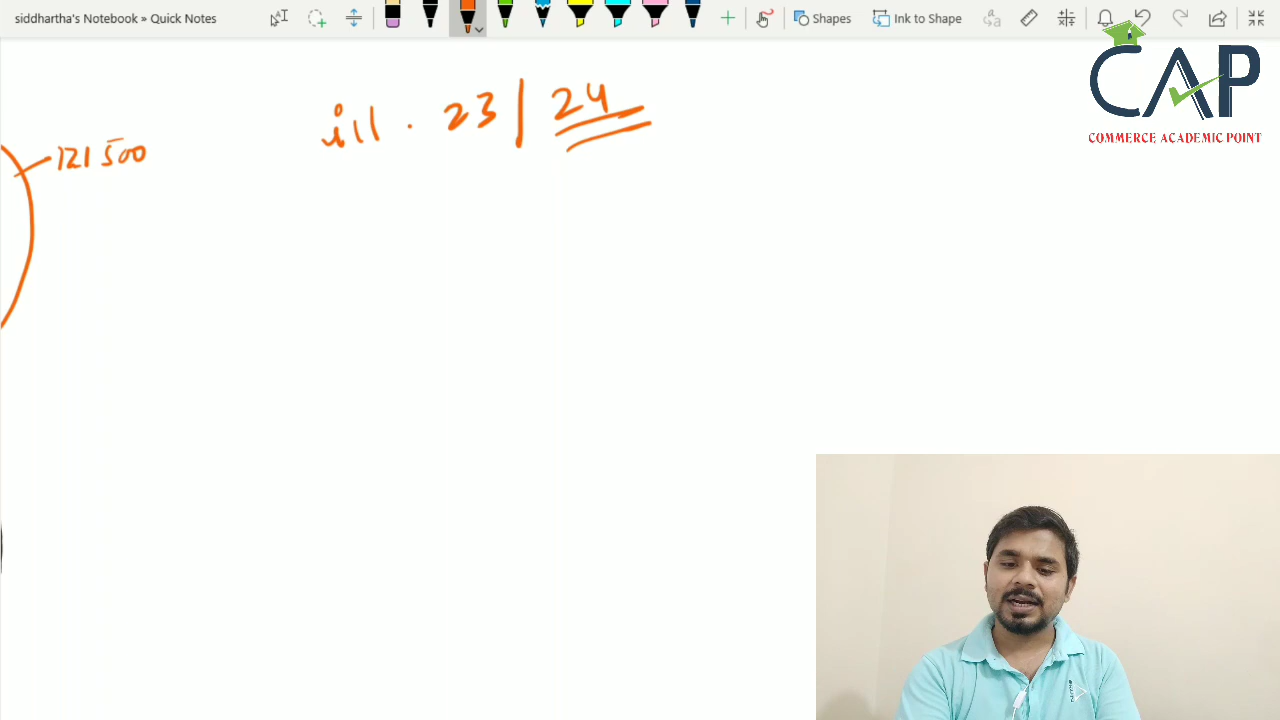 siddhartha's Notebook » Quick Notes
Shapes
Ink to Shape
CAP
COMMERCE ACADEMIC POINT
ill. 23 | 24
121500